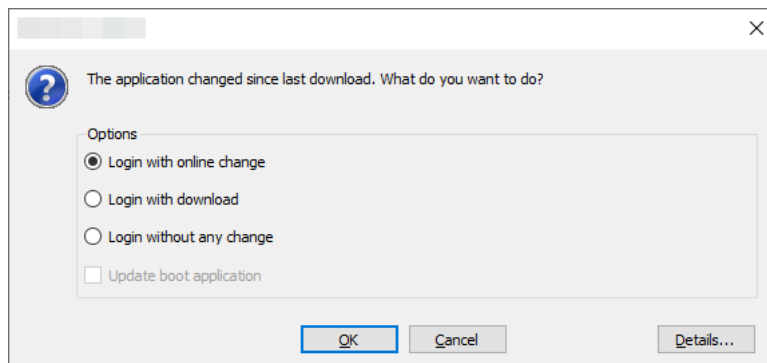 The application changed since last download. What do you want to do?
Options
Login with online change
Login with download
Login without any change
Update boot application
OK
Cancel
Details...